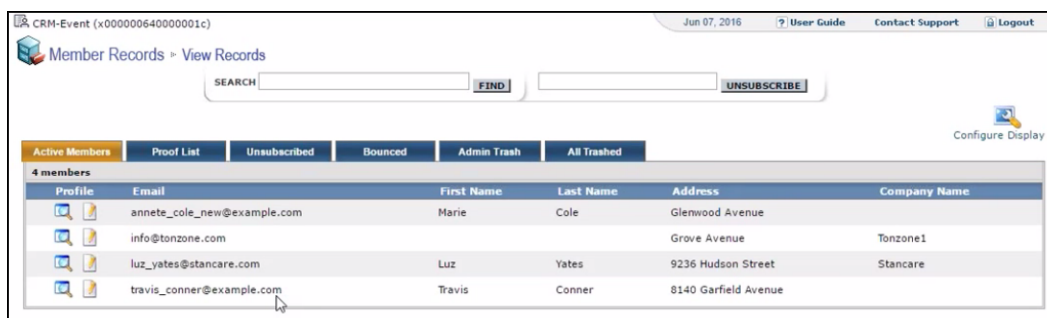 CRM-Event (x000000640000001c) Jun 07, 2016 ? User Guide Contact Support Logout
Member Records » View Records
SEARCH FIND UNSUBSCRIBE
Configure Display
Active Members Proof List Unsubscribed Bounced Admin Trash All Trashed
4 members
Profile Email First Name Last Name Address Company Name
annete_cole_new@example.com Marie Cole Glenwood Avenue
info@tonzone.com Grove Avenue Tonzone1
luz_yates@stancare.com Luz Yates 9236 Hudson Street Stancare
travis_conner@example.com Travis Conner 8140 Garfield Avenue